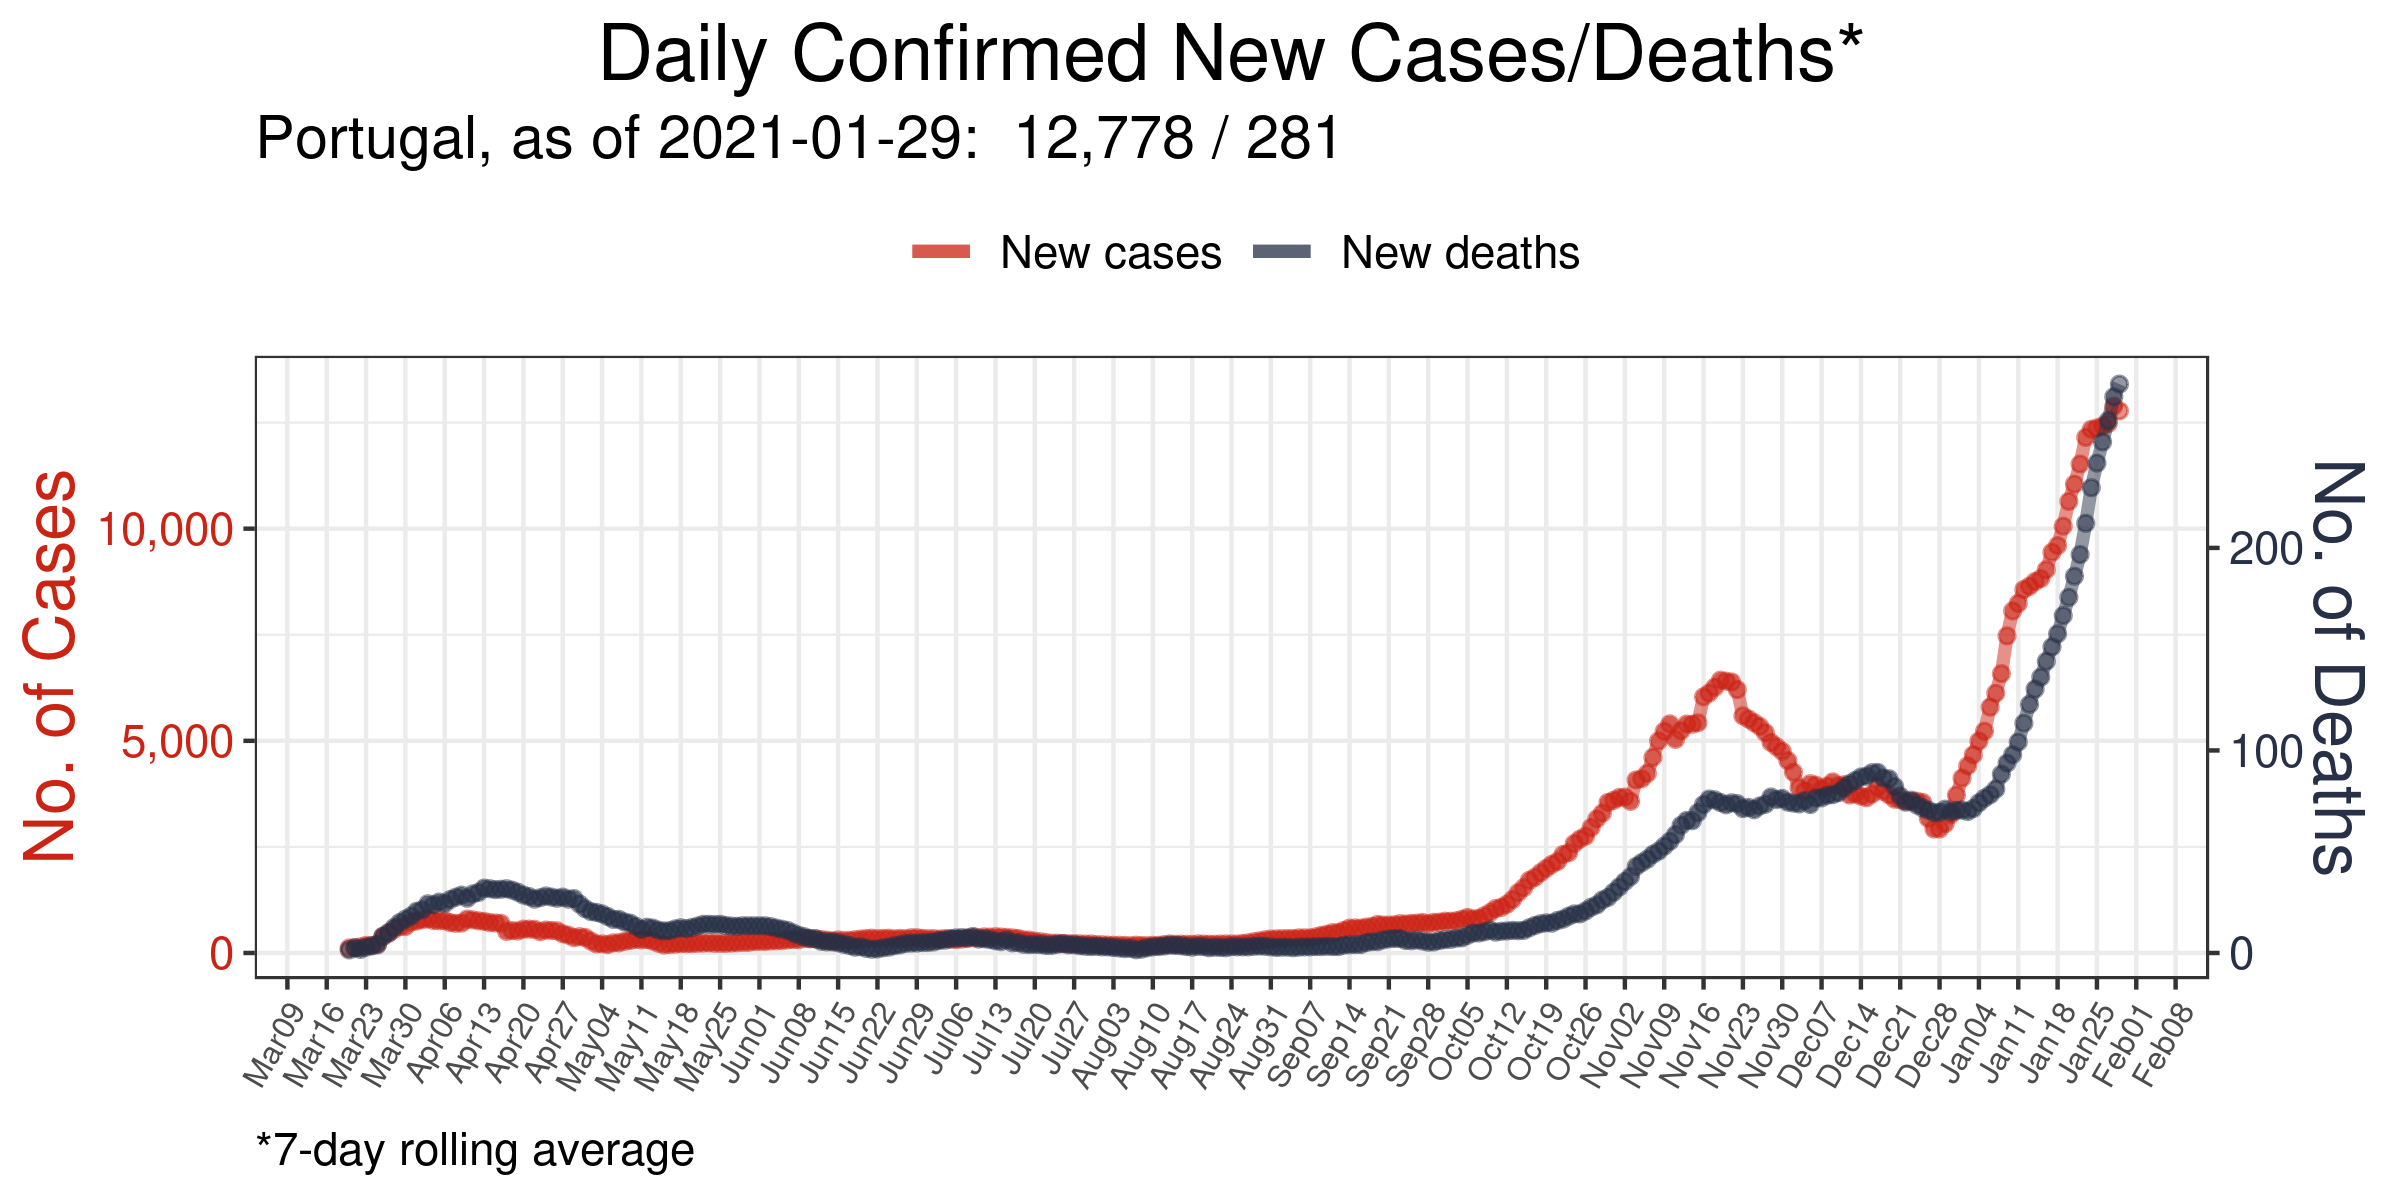 Daily Confirmed New Cases/Deaths*
Portugal, as of 2021-01-29:  12,778 / 281
New cases
New deaths
No. of Cases
10,000
5,000
0
No. of Deaths
200
100
0
Mar09
Mar16
Mar23
Mar30
Apr06
Apr13
Apr20
Apr27
May04
May11
May18
May25
Jun01
Jun08
Jun15
Jun22
Jun29
Jul06
Jul13
Jul20
Jul27
Aug03
Aug10
Aug17
Aug24
Aug31
Sep07
Sep14
Sep21
Sep28
Oct05
Oct12
Oct19
Oct26
Nov02
Nov09
Nov16
Nov23
Nov30
Dec07
Dec14
Dec21
Dec28
Jan04
Jan11
Jan18
Jan25
Feb01
Feb08
*7-day rolling average